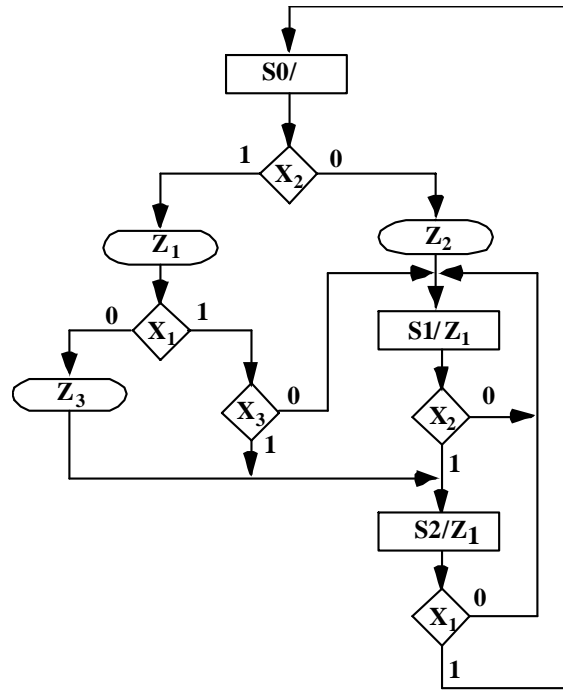 S0/
1 X₂ 0
Z₁ Z₂
0 X₁ 1
S1/Z₁
Z₃
X₃ 0
X₂ 0
1
1
S2/Z1
X₁ 0
1